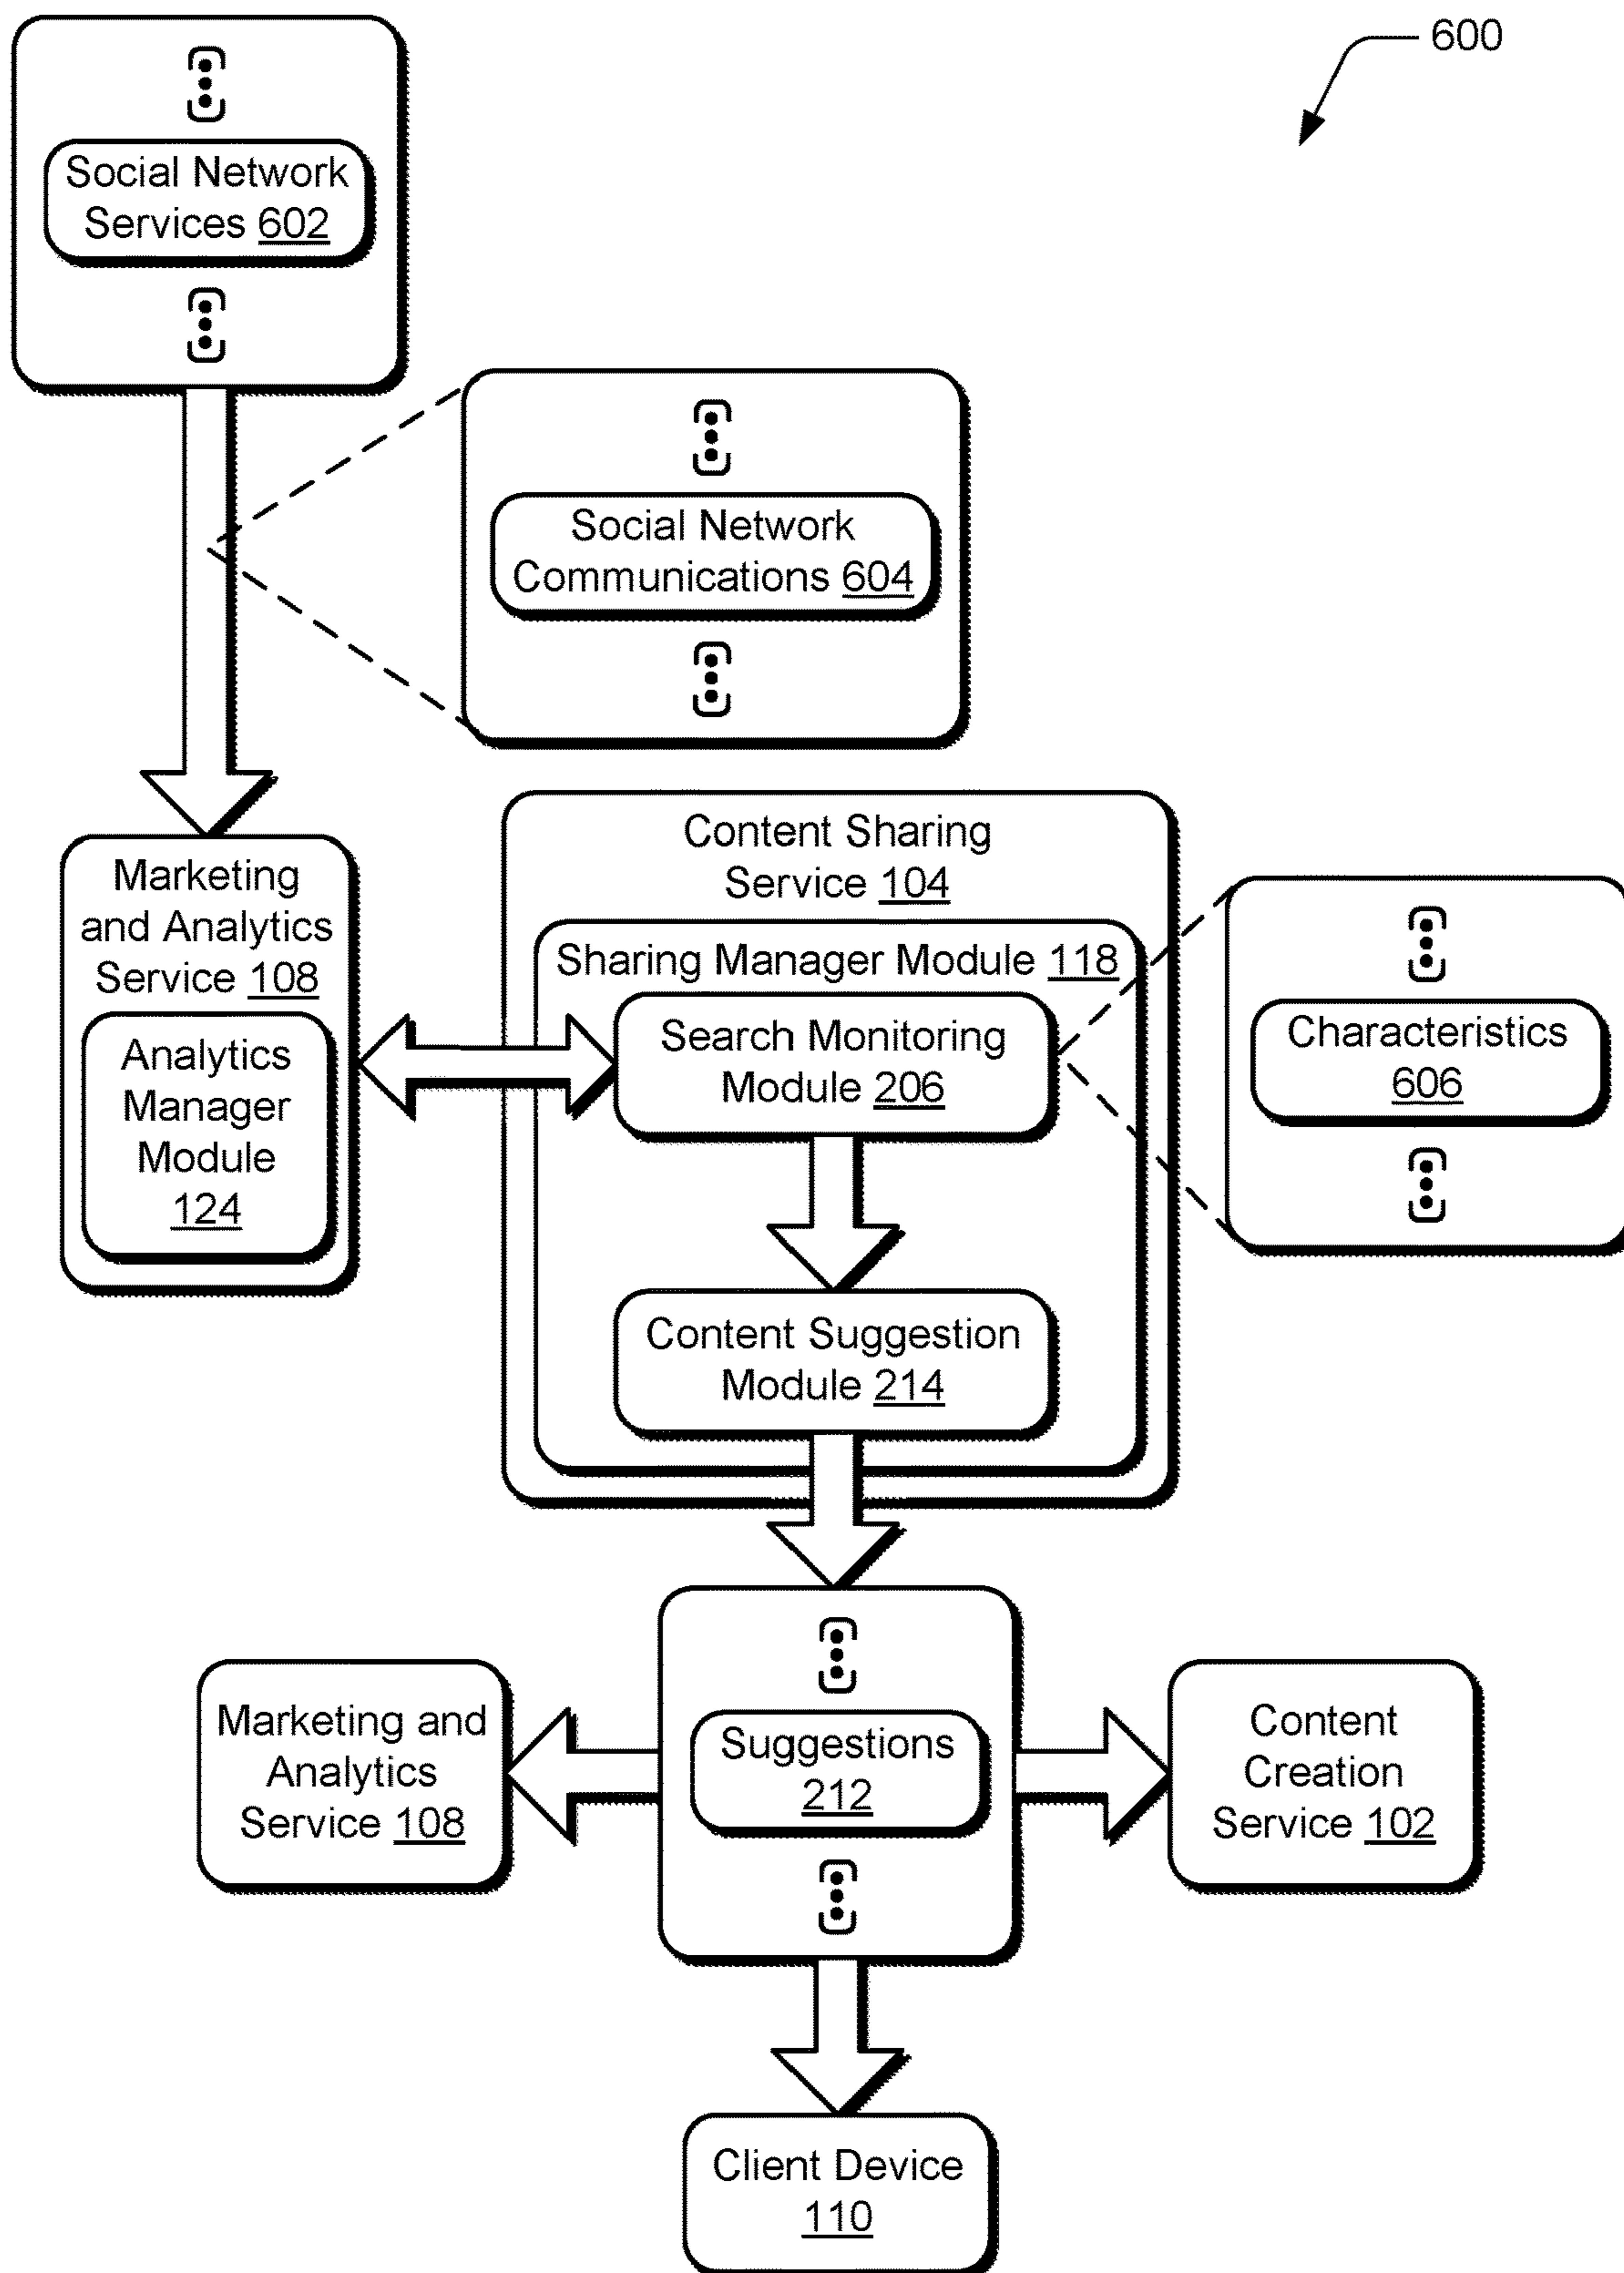 600
Social Network
Services 602
Social Network
Communications 604
Content Sharing
Service 104
Marketing
and Analytics
Service 108
Sharing Manager Module 118
Analytics
Manager
Module
124
Search Monitoring
Module 206
Characteristics
606
Content Suggestion
Module 214
Marketing and
Analytics
Service 108
Suggestions
212
Content
Creation
Service 102
Client Device
110